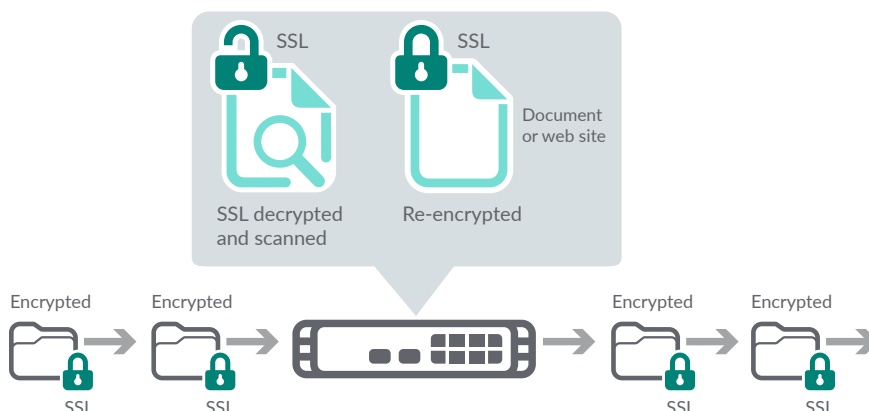 SSL
SSL
Document
or web site
SSL decrypted
and scanned
Re-encrypted
Encrypted
Encrypted
Encrypted
Encrypted
SSL
SSL
SSL
SSL